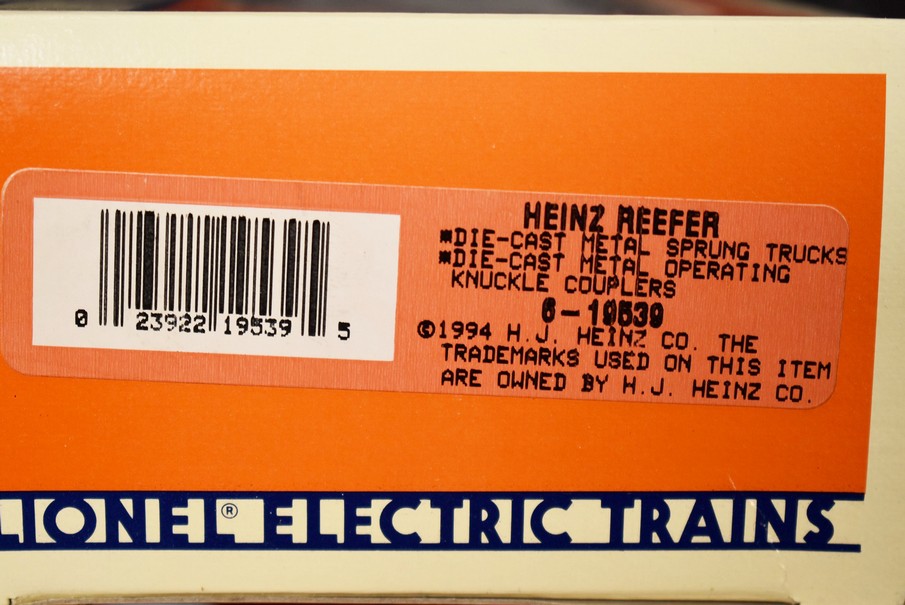 HEINZ REEFER
*DIE-CAST METAL SPRUNG TRUCKS
*DIE-CAST METAL OPERATING
KNUCKLE COUPLERS
6-19539
©1994 H.J. HEINZ CO. THE
TRADEMARKS USED ON THIS ITEM
ARE OWNED BY H.J. HEINZ CO.
0 23922 19539 5
LIONEL® ELECTRIC TRAINS